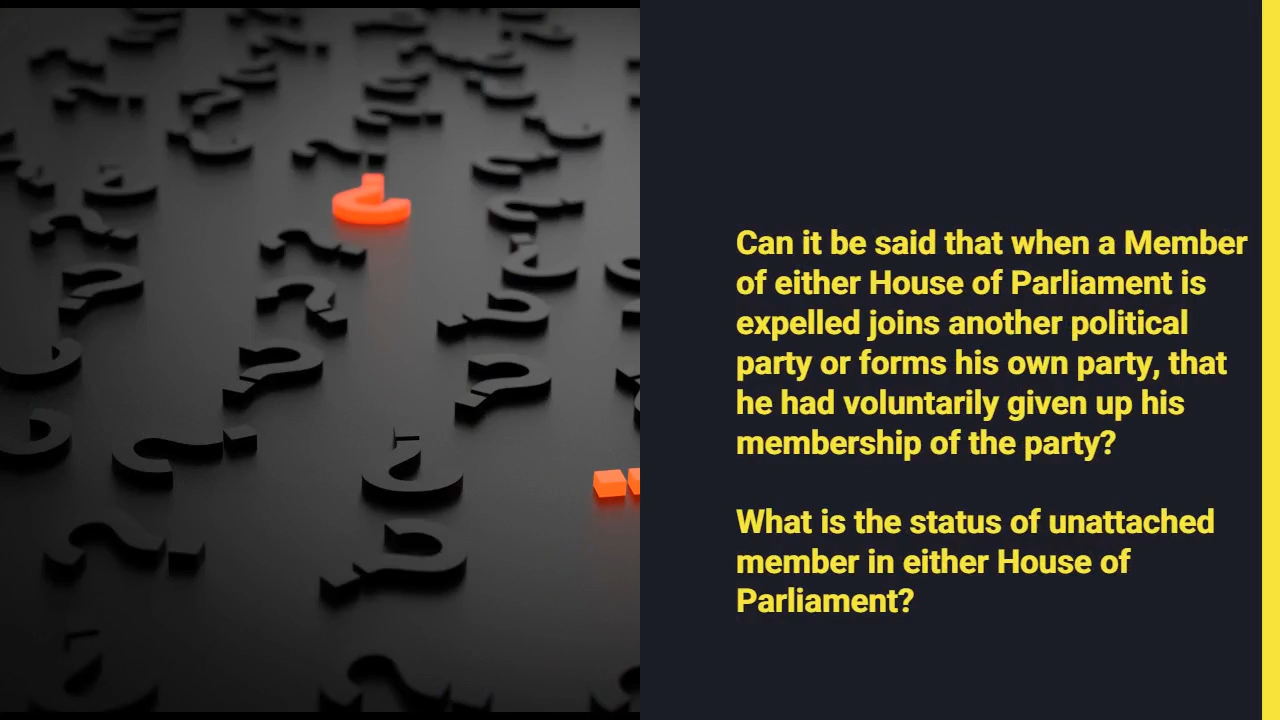 Can it be said that when a Member
of either House of Parliament is
expelled joins another political
party or forms his own party, that
he had voluntarily given up his
membership of the party?
What is the status of unattached
member in either House of
Parliament?